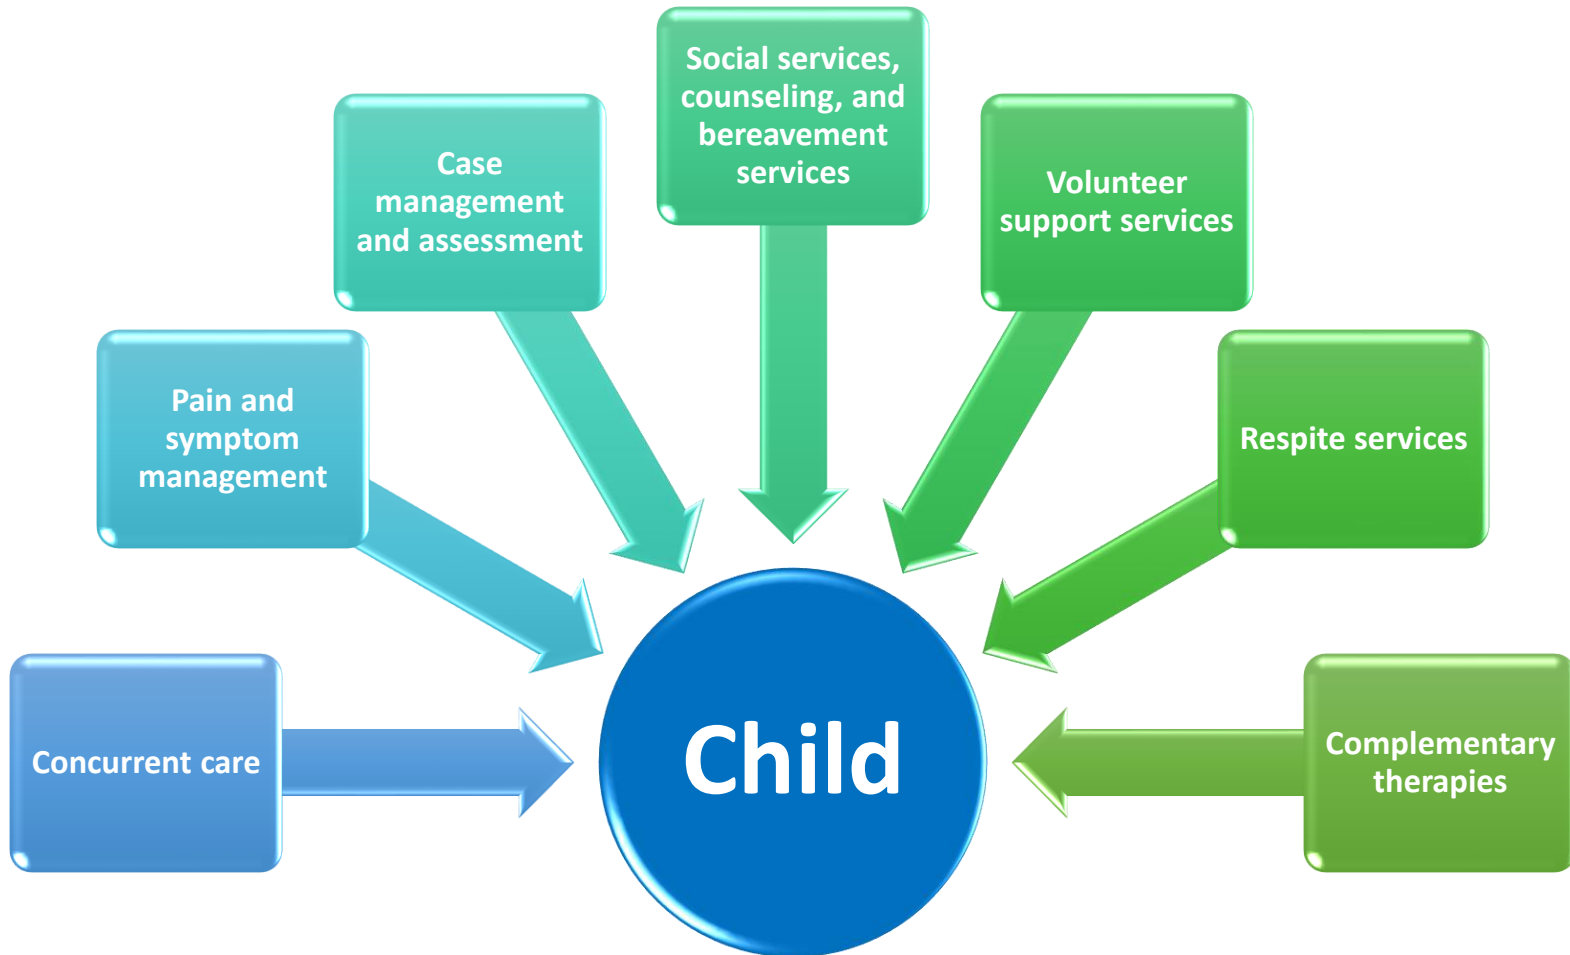 Social services,
counseling, and
bereavement
services
Case
management
and assessment
Volunteer
support services
Pain and
symptom
management
Respite services
Concurrent care
Child
Complementary
therapies